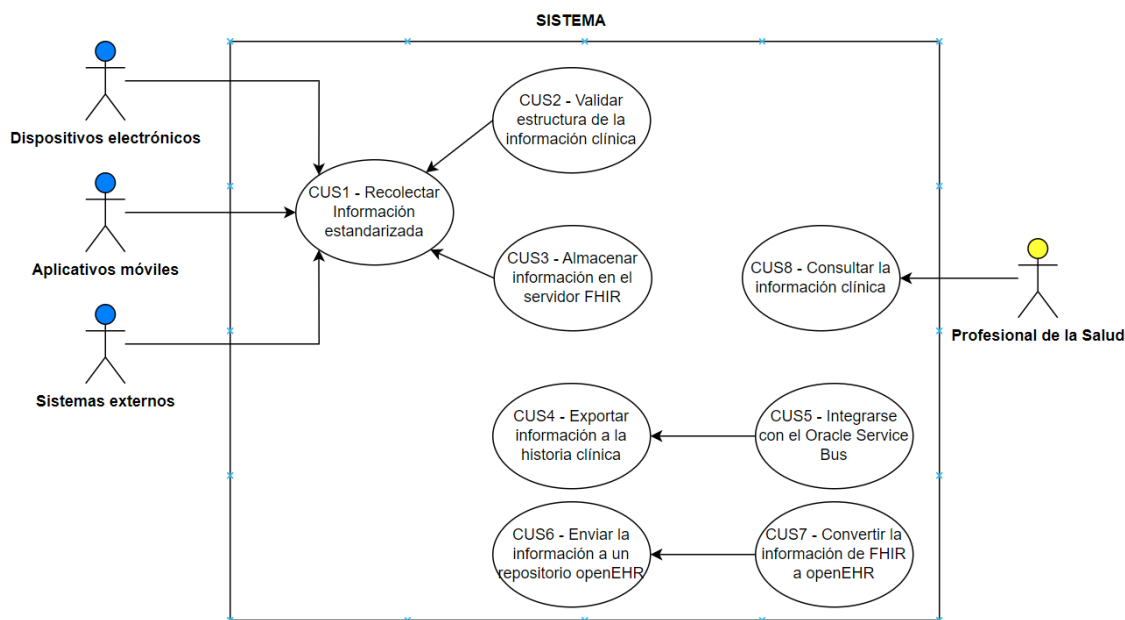 SISTEMA
Dispositivos electrónicos
Aplicativos móviles
Sistemas externos
CUS1 - Recolectar
Información
estandarizada
CUS2 - Validar
estructura de la
información clínica
CUS3 - Almacenar
información en el
servidor FHIR
CUS8 - Consultar la
información clínica
Profesional de la Salud
CUS4 - Exportar
información a la
historia clínica
CUS5 - Integrarse
con el Oracle Service
Bus
CUS6 - Enviar la
información a un
repositorio openEHR
CUS7 - Convertir la
información de FHIR
a openEHR